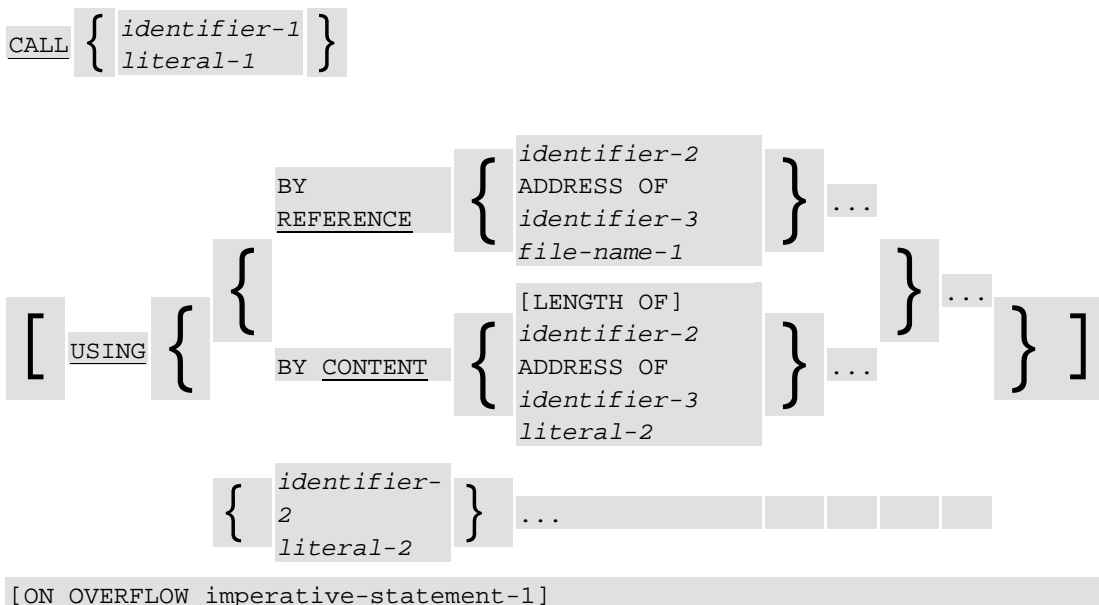 CALL { identifier-1
literal-1 }
BY
REFERENCE { identifier-2
ADDRESS OF
identifier-3
file-name-1 } ...
[ USING { { } ... } ]
BY CONTENT { [LENGTH OF]
identifier-2
ADDRESS OF
identifier-3
literal-2 } ...
{ identifier-
2
literal-2 } ...
[ON OVERFLOW imperative-statement-1]